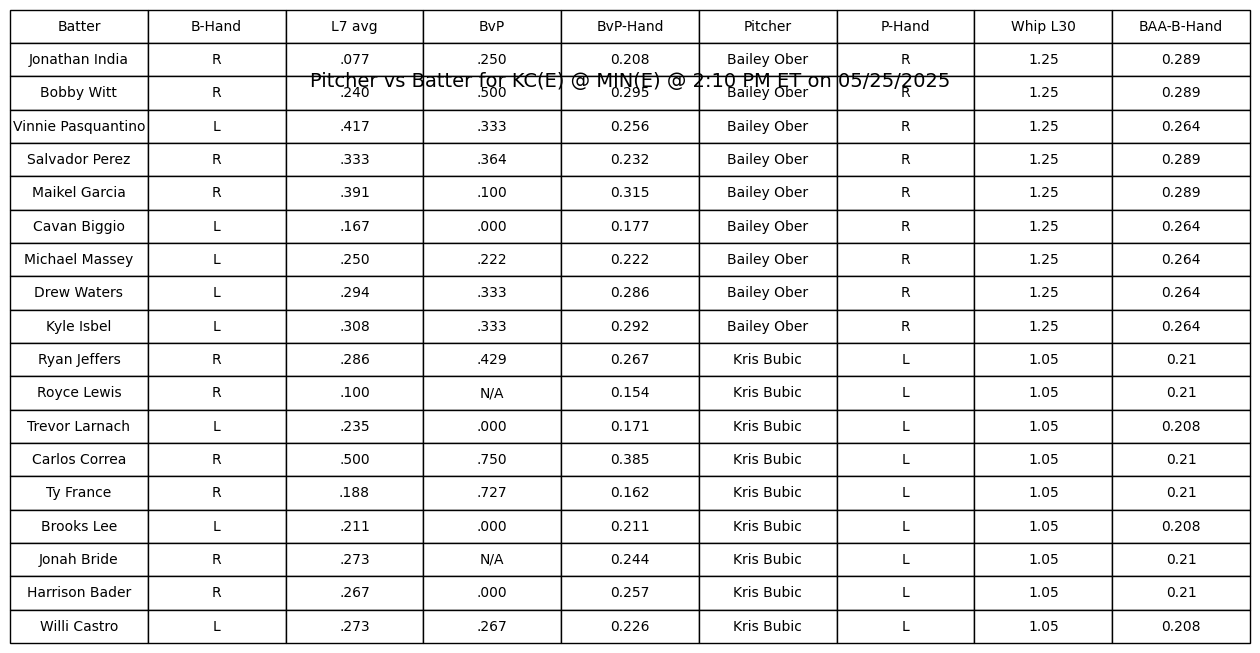 Batter B-Hand L7 avg BvP BvP-Hand Pitcher P-Hand Whip L30 BAA-B-Hand
Jonathan India R .077 .250 0.208 Bailey Ober R 1.25 0.289
Pitcher vs Batter for KC(E) @ MIN(E) @ 2:10 PM ET on 05/25/2025
Bobby Witt R .240 .500 0.295 Bailey Ober R 1.25 0.289
Vinnie Pasquantino L .417 .333 0.256 Bailey Ober R 1.25 0.264
Salvador Perez R .333 .364 0.232 Bailey Ober R 1.25 0.289
Maikel Garcia R .391 .100 0.315 Bailey Ober R 1.25 0.289
Cavan Biggio L .167 .000 0.177 Bailey Ober R 1.25 0.264
Michael Massey L .250 .222 0.222 Bailey Ober R 1.25 0.264
Drew Waters L .294 .333 0.286 Bailey Ober R 1.25 0.264
Kyle Isbel L .308 .333 0.292 Bailey Ober R 1.25 0.264
Ryan Jeffers R .286 .429 0.267 Kris Bubic L 1.05 0.21
Royce Lewis R .100 N/A 0.154 Kris Bubic L 1.05 0.21
Trevor Larnach L .235 .000 0.171 Kris Bubic L 1.05 0.208
Carlos Correa R .500 .750 0.385 Kris Bubic L 1.05 0.21
Ty France R .188 .727 0.162 Kris Bubic L 1.05 0.21
Brooks Lee L .211 .000 0.211 Kris Bubic L 1.05 0.208
Jonah Bride R .273 N/A 0.244 Kris Bubic L 1.05 0.21
Harrison Bader R .267 .000 0.257 Kris Bubic L 1.05 0.21
Willi Castro L .273 .267 0.226 Kris Bubic L 1.05 0.208